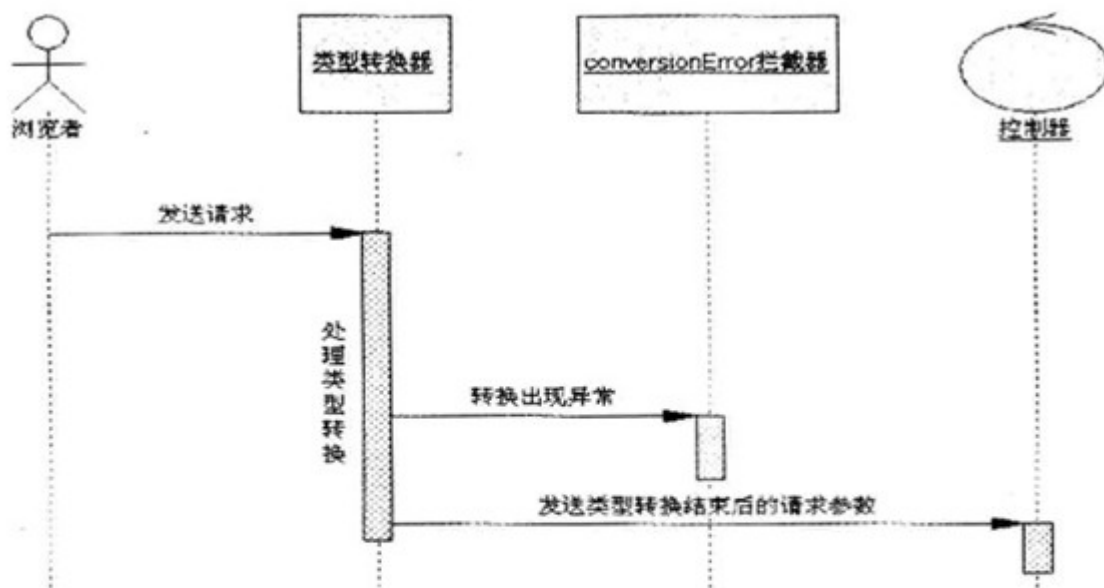 类型转换器
conversionError拦截器
浏览者
控制器
发送请求
处理类型转换
转换出现异常
发送类型转换结束后的请求参数